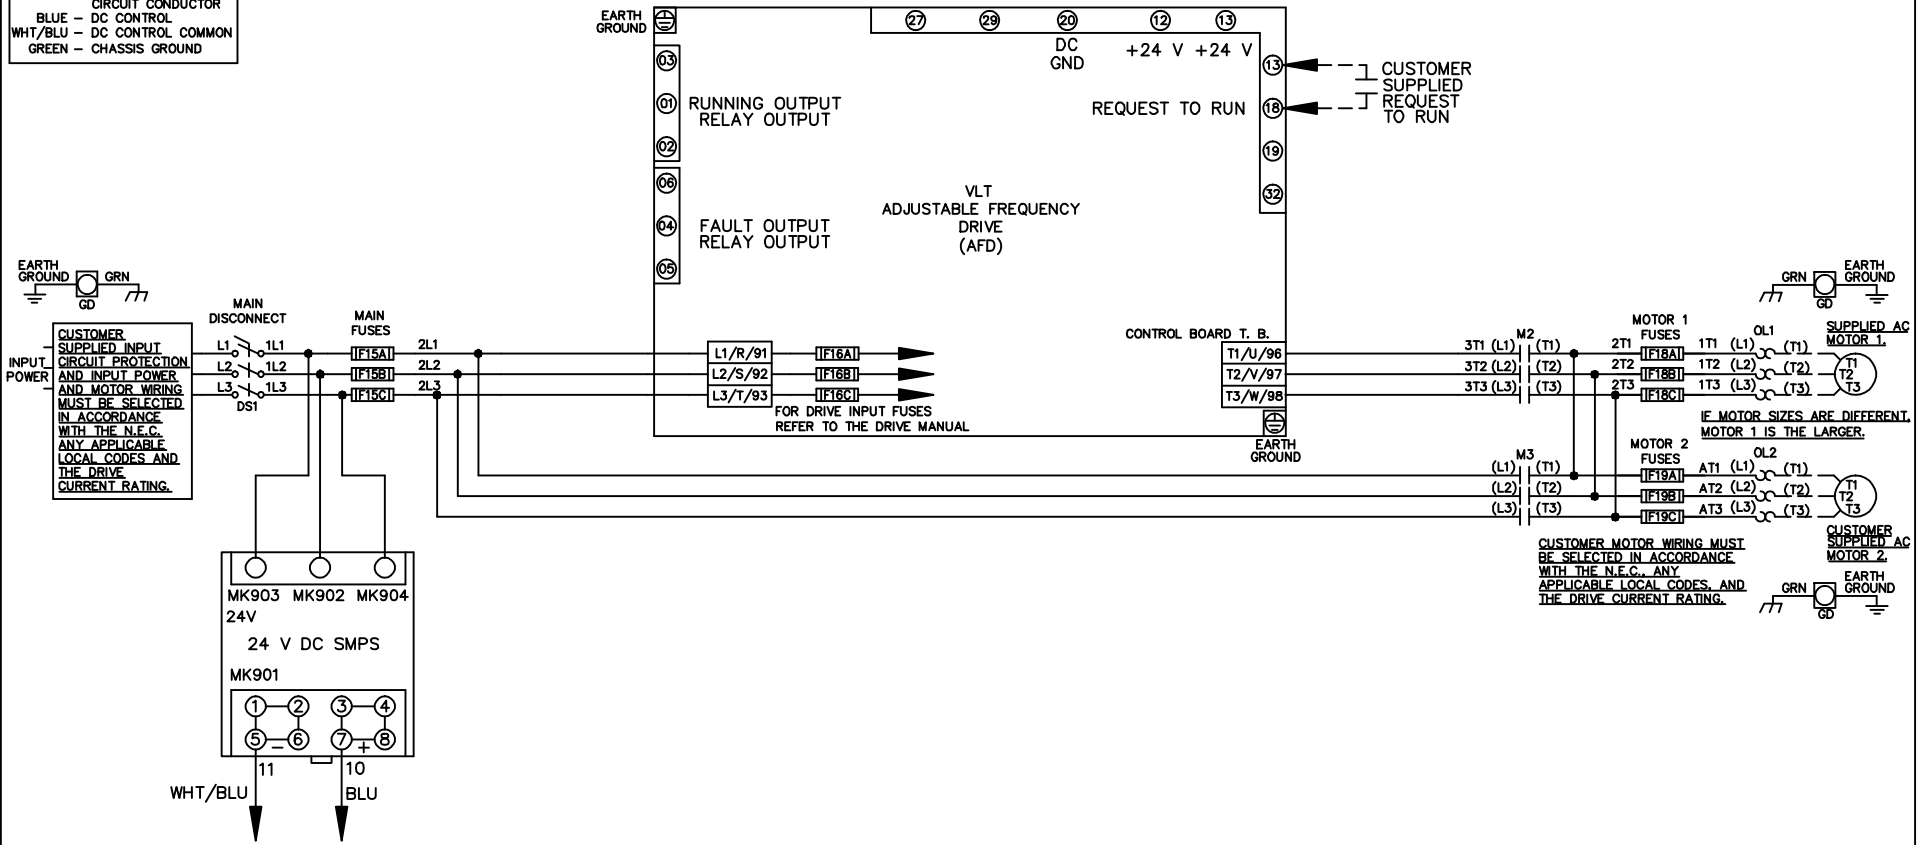 CIRCUIT CONDUCTOR
BLUE – DC CONTROL
WHT/BLU – DC CONTROL COMMON
GREEN – CHASSIS GROUND
EARTH
GROUND
27
29
20
12
13
DC
GND
+24 V
+24 V
03
01
02
RUNNING OUTPUT
RELAY OUTPUT
06
04
05
FAULT OUTPUT
RELAY OUTPUT
REQUEST TO RUN
13
18
19
32
CUSTOMER
SUPPLIED
REQUEST
TO RUN
VLT
ADJUSTABLE FREQUENCY
DRIVE
(AFD)
EARTH
GROUND
GRN
GD
INPUT
POWER
CUSTOMER
SUPPLIED INPUT
CIRCUIT PROTECTION
AND INPUT POWER
AND MOTOR WIRING
MUST BE SELECTED
IN ACCORDANCE
WITH THE N.E.C.
ANY APPLICABLE
LOCAL CODES AND
THE DRIVE
CURRENT RATING.
MAIN
DISCONNECT
L1
1L1
L2
1L2
L3
1L3
DS1
MAIN
FUSES
F15A
2L1
F15B
2L2
F15C
2L3
L1/R/91
F16A
L2/S/92
F16B
L3/T/93
F16C
FOR DRIVE INPUT FUSES
REFER TO THE DRIVE MANUAL
CONTROL BOARD T. B.
T1/U/96
T2/V/97
T3/W/98
EARTH
GROUND
M2
3T1 (L1)
(T1)
3T2 (L2)
(T2)
3T3 (L3)
(T3)
MOTOR 1
FUSES
2T1
F18A
1T1 (L1)
2T2
F18B
1T2 (L2)
2T3
F18C
1T3 (L3)
OL1
(T1)
(T2)
(T3)
T1
T2
T3
GRN
EARTH
GROUND
GD
SUPPLIED AC
MOTOR 1.
IF MOTOR SIZES ARE DIFFERENT,
MOTOR 1 IS THE LARGER.
M3
(L1)
(T1)
(L2)
(T2)
(L3)
(T3)
MOTOR 2
FUSES
F19A
AT1 (L1)
F19B
AT2 (L2)
F19C
AT3 (L3)
OL2
(T1)
(T2)
(T3)
T1
T2
T3
CUSTOMER
SUPPLIED AC
MOTOR 2.
CUSTOMER MOTOR WIRING MUST
BE SELECTED IN ACCORDANCE
WITH THE N.E.C., ANY
APPLICABLE LOCAL CODES, AND
THE DRIVE CURRENT RATING.
GRN
EARTH
GROUND
GD
MK903 MK902 MK904
24V
24 V DC SMPS
MK901
1
2
3
4
5
–
6
7
+
8
11
10
WHT/BLU
BLU